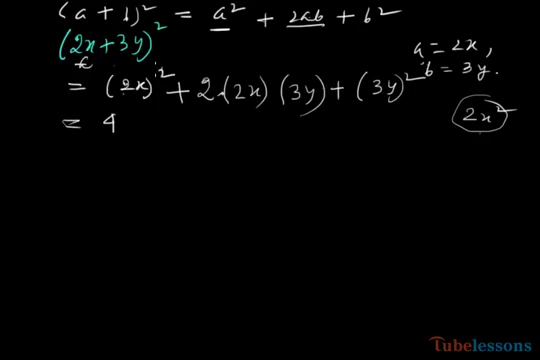 (a + b)² = a² + 2ab + b²
(2x + 3y)²
a = 2x,
b = 3y.
= (2x)² + 2·(2x) (3y) + (3y)²
2x²
= 4
Tubelessons